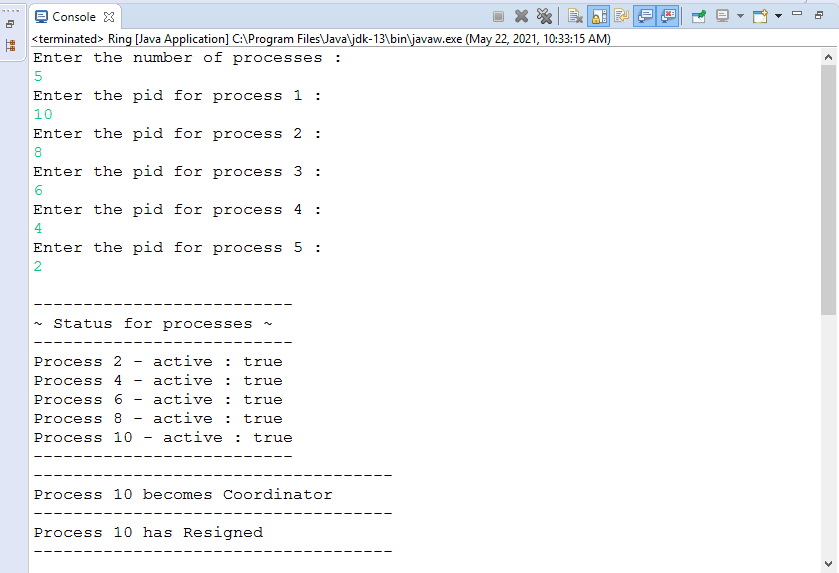 Console
<terminated> Ring [Java Application] C:\Program Files\Java\jdk-13\bin\javaw.exe (May 22, 2021, 10:33:15 AM)
Enter the number of processes :
5
Enter the pid for process 1 :
10
Enter the pid for process 2 :
8
Enter the pid for process 3 :
6
Enter the pid for process 4 :
4
Enter the pid for process 5 :
2
--------------------------
~ Status for processes ~
--------------------------
Process 2 - active : true
Process 4 - active : true
Process 6 - active : true
Process 8 - active : true
Process 10 - active : true
--------------------------
------------------------------------
Process 10 becomes Coordinator
------------------------------------
Process 10 has Resigned
------------------------------------